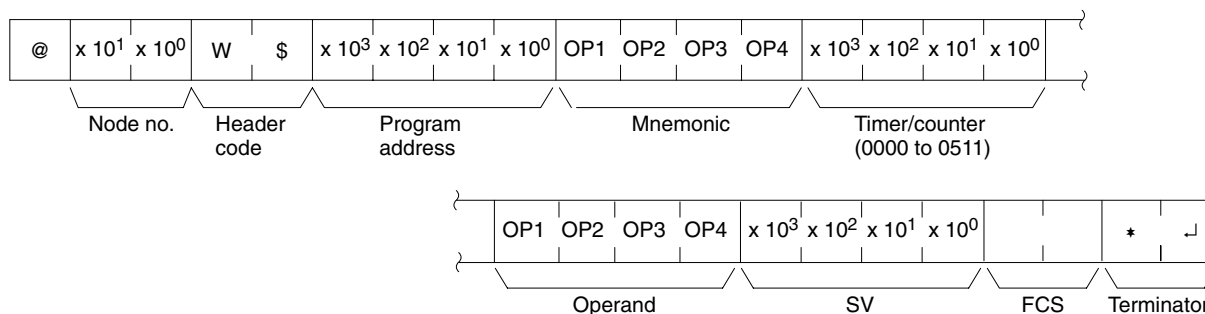 @ x 10¹ x 10⁰ W $ x 10³ x 10² x 10¹ x 10⁰ OP1 OP2 OP3 OP4 x 10³ x 10² x 10¹ x 10⁰
Node no. Header code Program address Mnemonic Timer/counter (0000 to 0511)
OP1 OP2 OP3 OP4 x 10³ x 10² x 10¹ x 10⁰ * ↵
Operand SV FCS Terminator